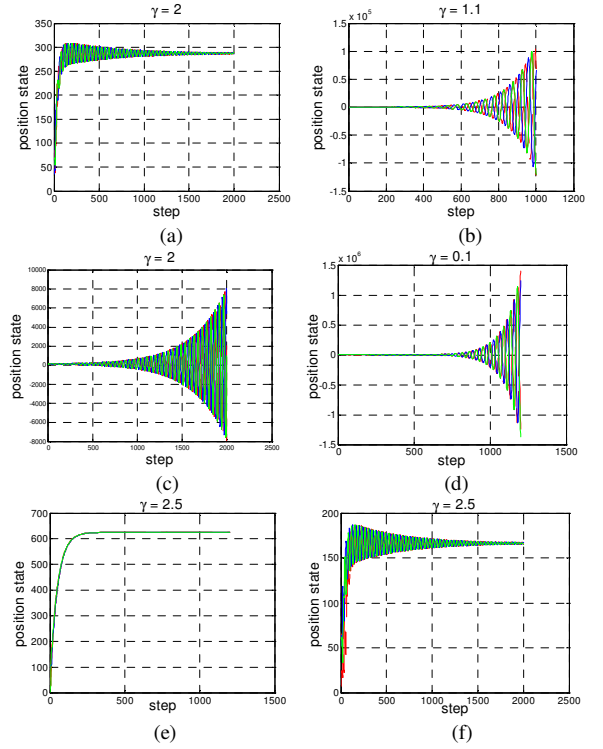 γ = 2
350
300
250
200
150
100
50
0
position state
0 500 1000 1500 2000 2500
step
(a)
γ = 1.1
x 10^5
1.5
1
0.5
0
-0.5
-1
-1.5
position state
0 200 400 600 800 1000 1200
step
(b)
γ = 2
10000
8000
6000
4000
2000
0
-2000
-4000
-6000
-8000
position state
0 500 1000 1500 2000 2500
step
(c)
γ = 0.1
x 10^6
1.5
1
0.5
0
-0.5
-1
-1.5
position state
0 500 1000 1500
step
(d)
γ = 2.5
700
600
500
400
300
200
100
0
position state
0 500 1000 1500
step
(e)
γ = 2.5
200
150
100
50
0
position state
0 500 1000 1500 2000 2500
step
(f)